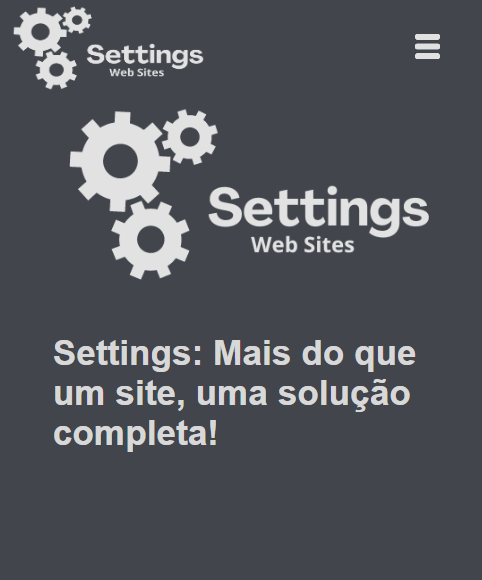 Settings
Web Sites
Settings
Web Sites
Settings: Mais do que
um site, uma solução
completa!